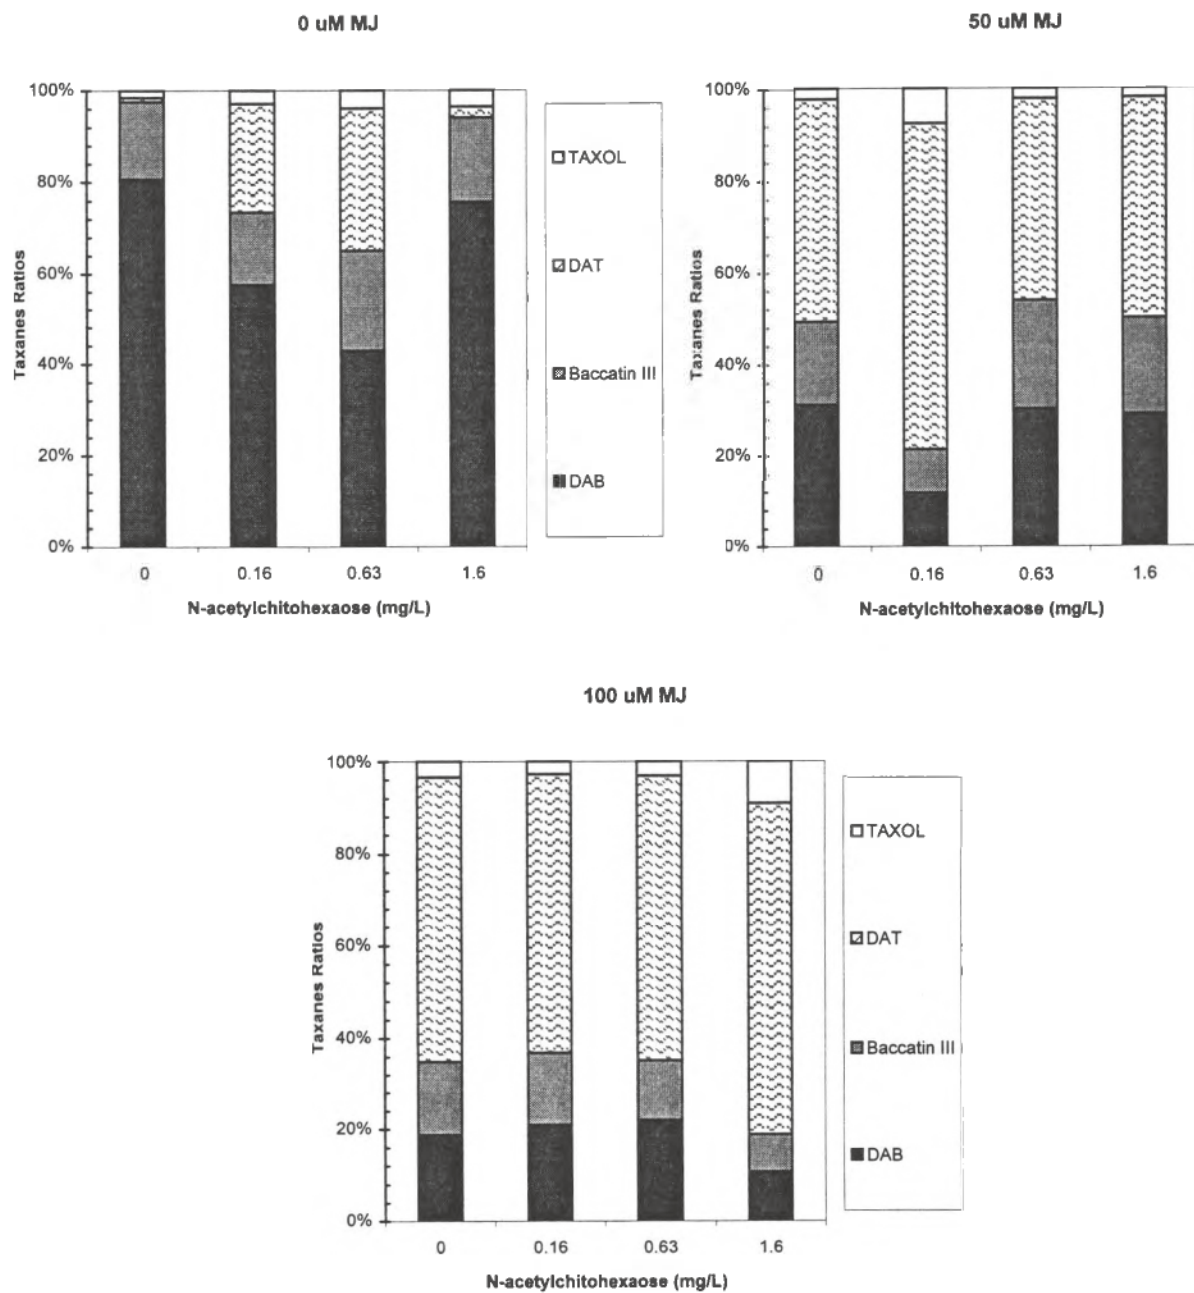 0 uM MJ
50 uM MJ
Taxanes Ratios
100%
80%
60%
40%
20%
0%
0 0.16 0.63 1.6
N-acetylchitohexaose (mg/L)
TAXOL
DAT
Baccatin III
DAB
Taxanes Ratios
100%
80%
60%
40%
20%
0%
0 0.16 0.63 1.6
N-acetylchitohexaose (mg/L)
100 uM MJ
Taxanes Ratios
100%
80%
60%
40%
20%
0%
0 0.16 0.63 1.6
N-acetylchitohexaose (mg/L)
TAXOL
DAT
Baccatin III
DAB